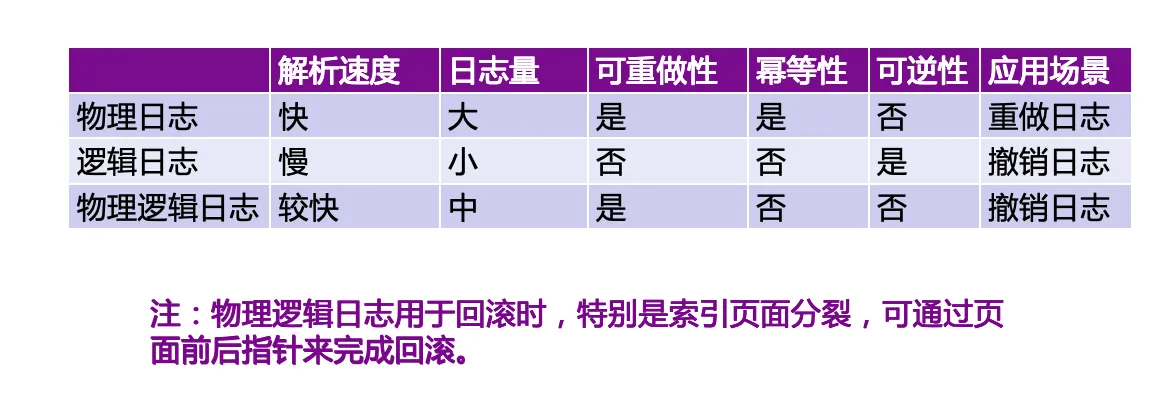 解析速度 日志量 可重做性 幂等性 可逆性 应用场景
物理日志 快 大 是 是 否 重做日志
逻辑日志 慢 小 否 否 是 撤销日志
物理逻辑日志 较快 中 是 否 否 撤销日志
注：物理逻辑日志用于回滚时，特别是索引页面分裂，可通过页
面前后指针来完成回滚。